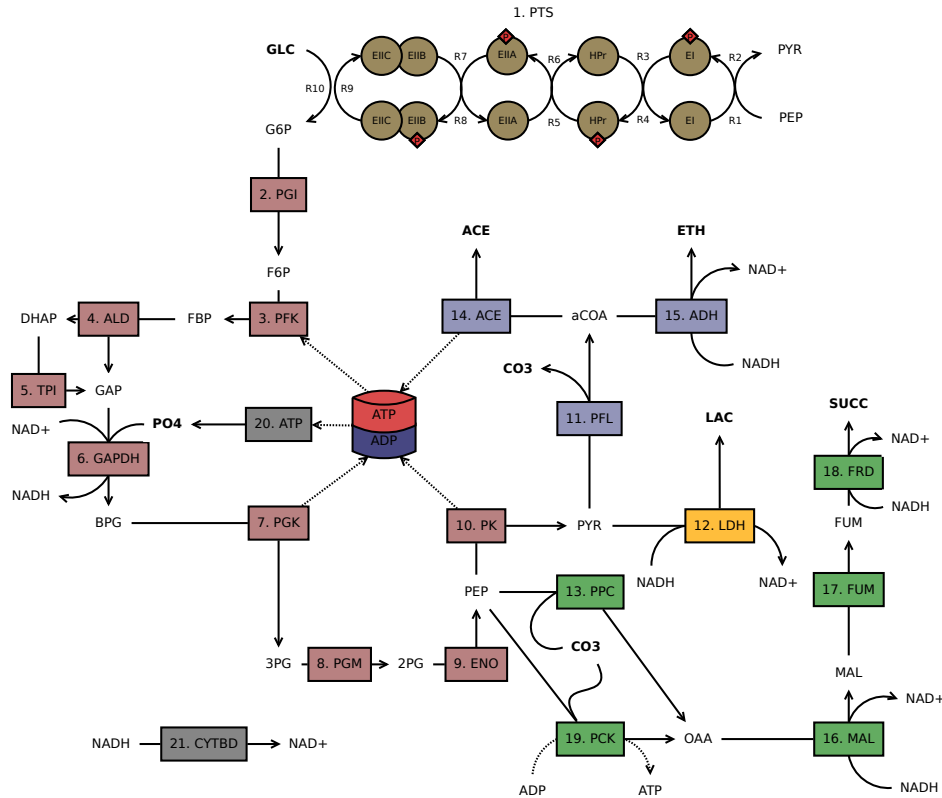 1. PTS
GLC
EIIC
EIIB
R7
EIIA
P
R6
HPr
R3
EI
P
R2
PYR
R10
R9
EIIC
EIIB
P
R8
EIIA
R5
HPr
P
R4
EI
R1
PEP
G6P
2. PGI
F6P
ACE
ETH
NAD+
DHAP
4. ALD
FBP
3. PFK
14. ACE
aCOA
15. ADH
NADH
CO3
5. TPI
GAP
NAD+
PO4
20. ATP
ATP
ADP
11. PFL
LAC
SUCC
NAD+
6. GAPDH
18. FRD
NADH
NADH
BPG
7. PGK
10. PK
PYR
12. LDH
FUM
NADH
NAD+
PEP
13. PPC
17. FUM
CO3
3PG
8. PGM
2PG
9. ENO
MAL
NAD+
NADH
21. CYTBD
NAD+
19. PCK
OAA
16. MAL
ADP
ATP
NADH